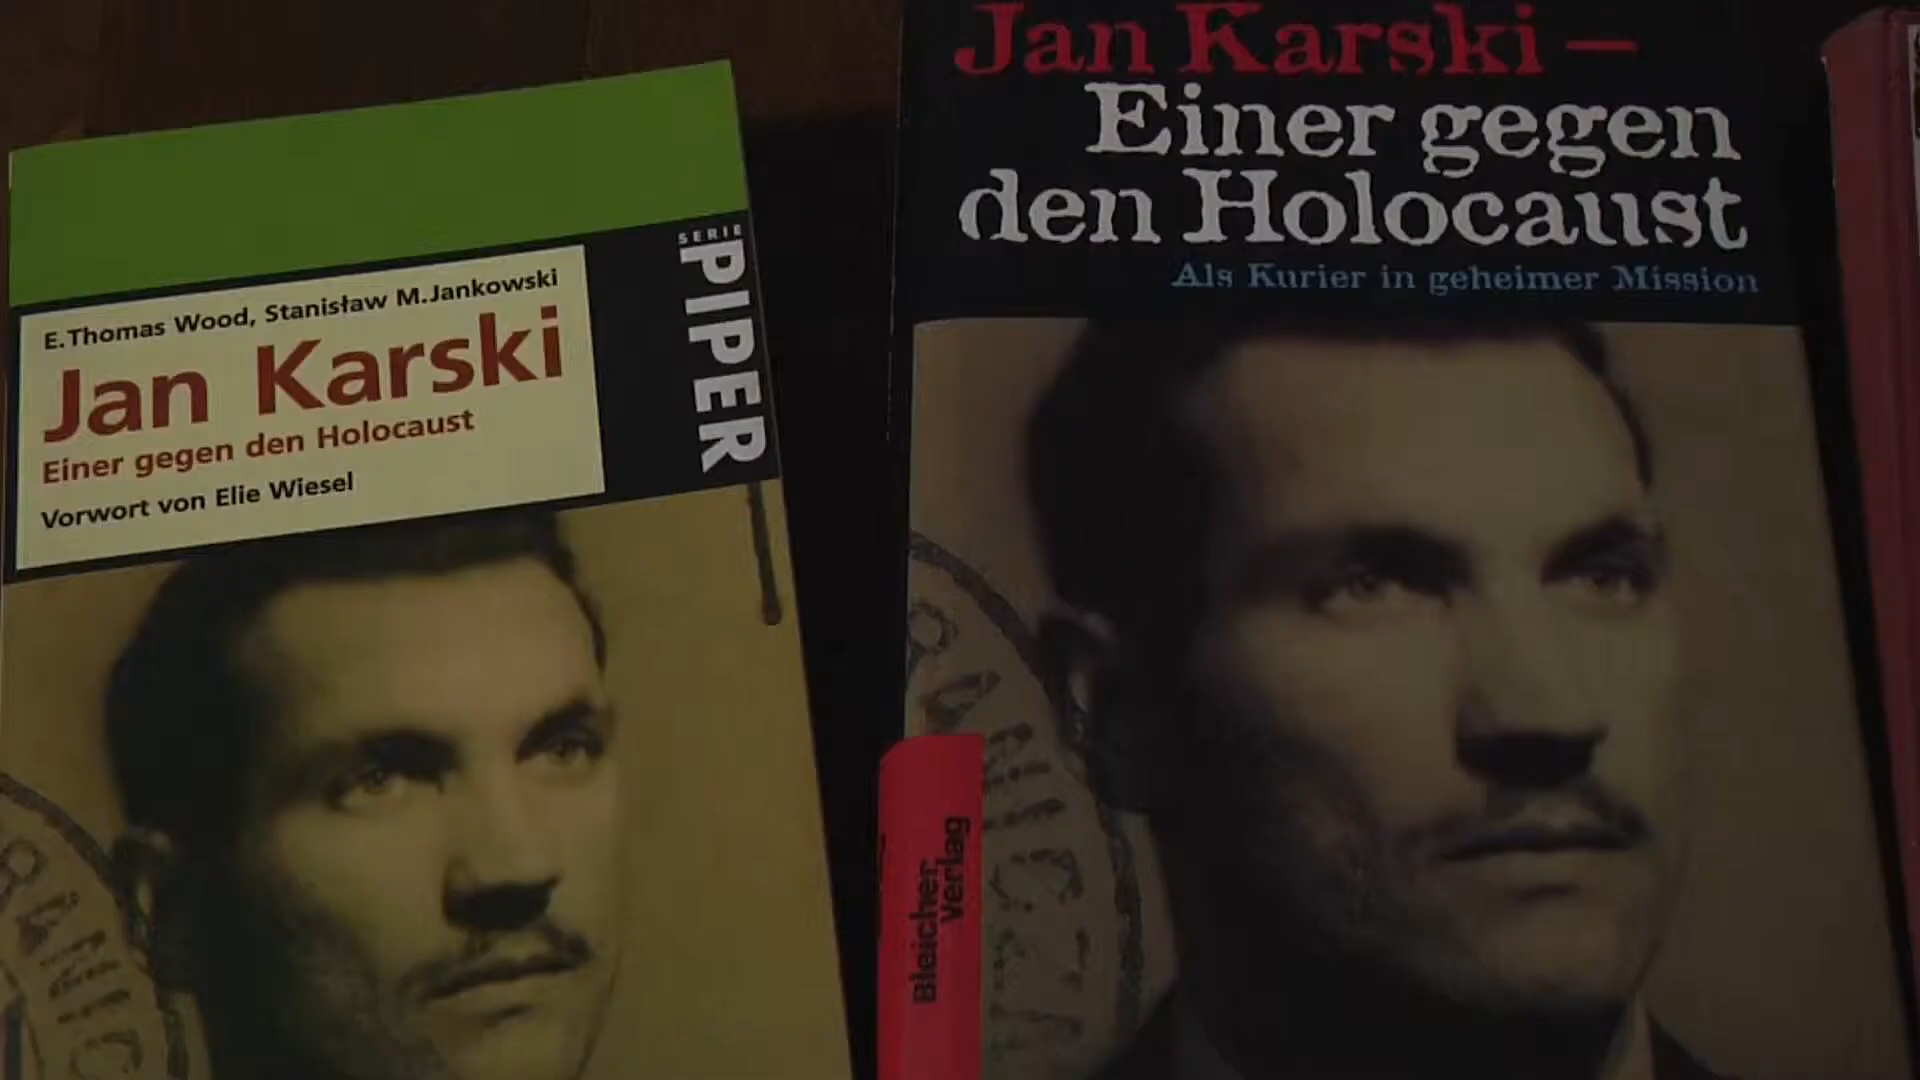 E. Thomas Wood, Stanisław M. Jankowski
Jan Karski
Einer gegen den Holocaust
Vorwort von Elie Wiesel
SERIE
PIPER
Jan Karski –
Einer gegen
den Holocaust
Als Kurier in geheimer Mission
Bleicher
Verlag